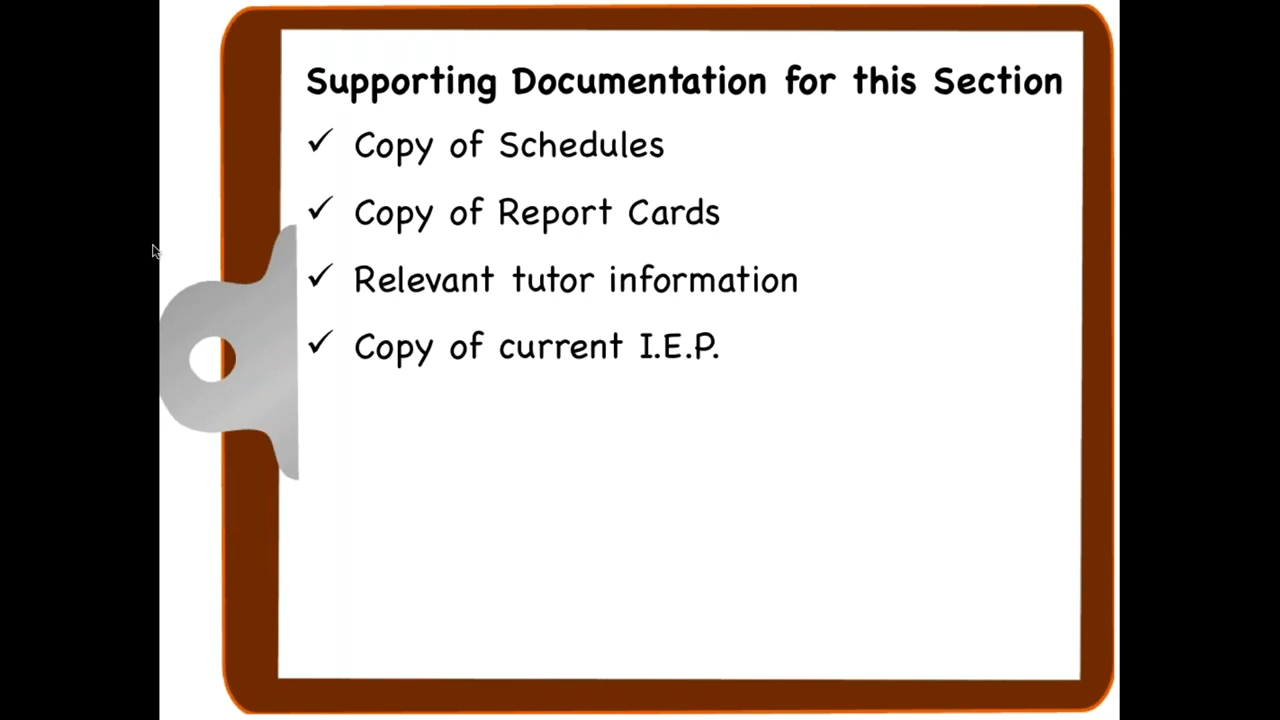 Supporting Documentation for this Section
✓ Copy of Schedules
✓ Copy of Report Cards
✓ Relevant tutor information
✓ Copy of current I.E.P.